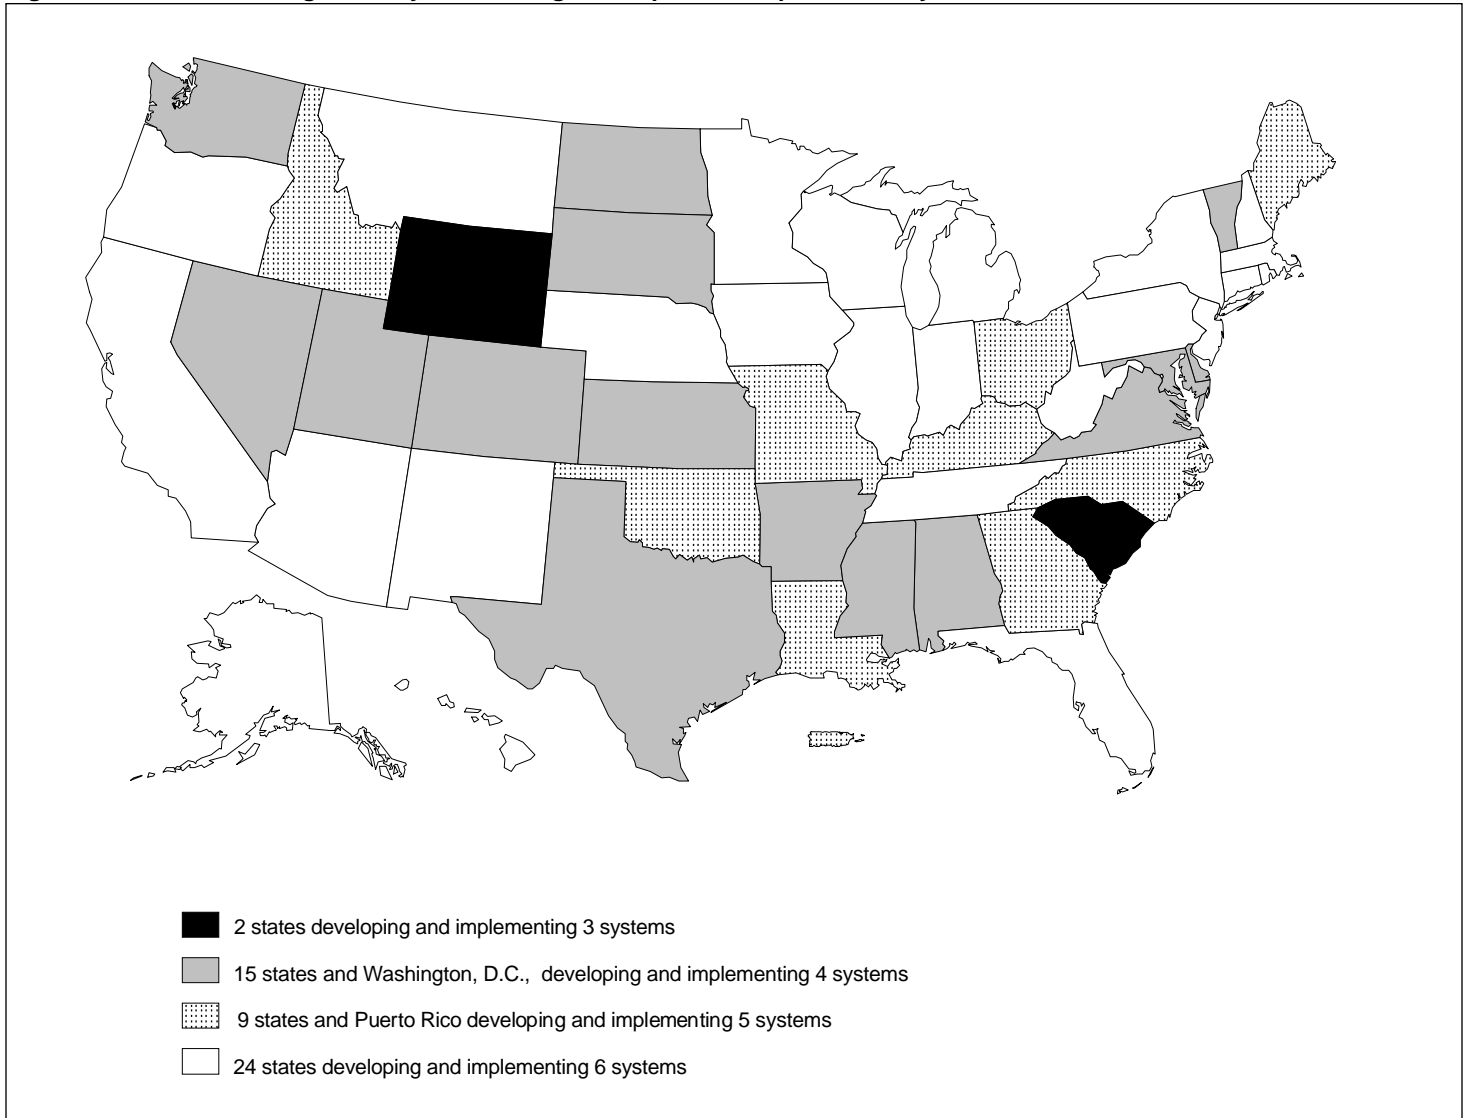 2 states developing and implementing 3 systems
15 states and Washington, D.C., developing and implementing 4 systems
9 states and Puerto Rico developing and implementing 5 systems
24 states developing and implementing 6 systems